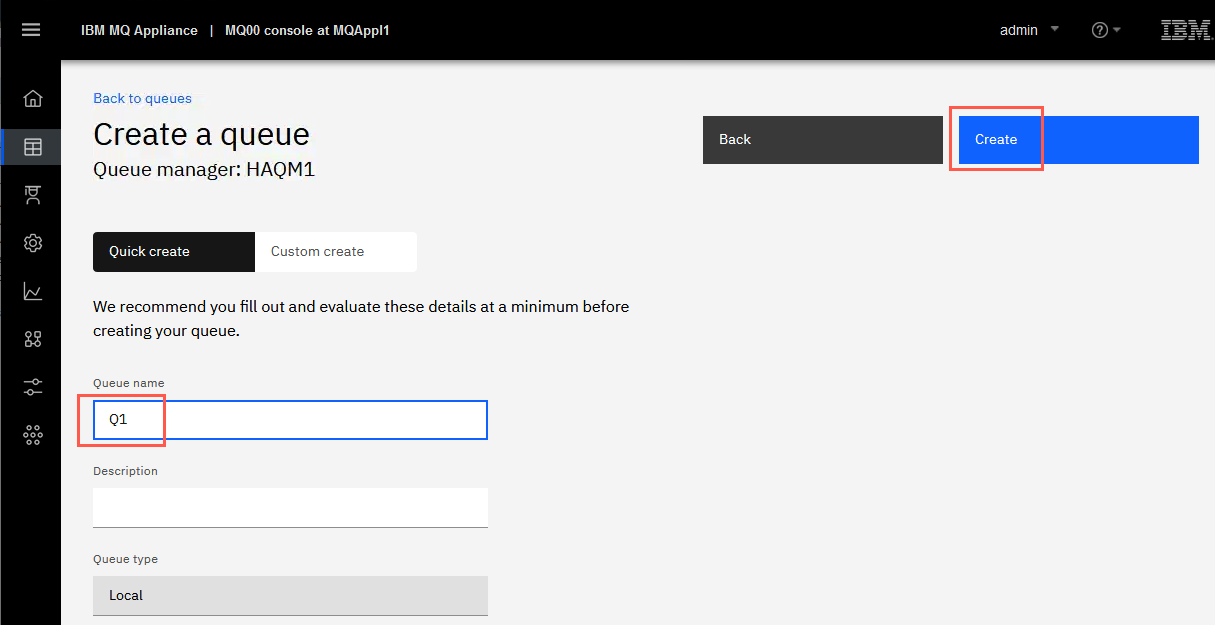 IBM MQ Appliance | MQ00 console at MQAppl1
admin
?
IBM
Back to queues
Create a queue
Queue manager: HAQM1
Back
Create
Quick create
Custom create
We recommend you fill out and evaluate these details at a minimum before
creating your queue.
Queue name
Q1
Description
Queue type
Local